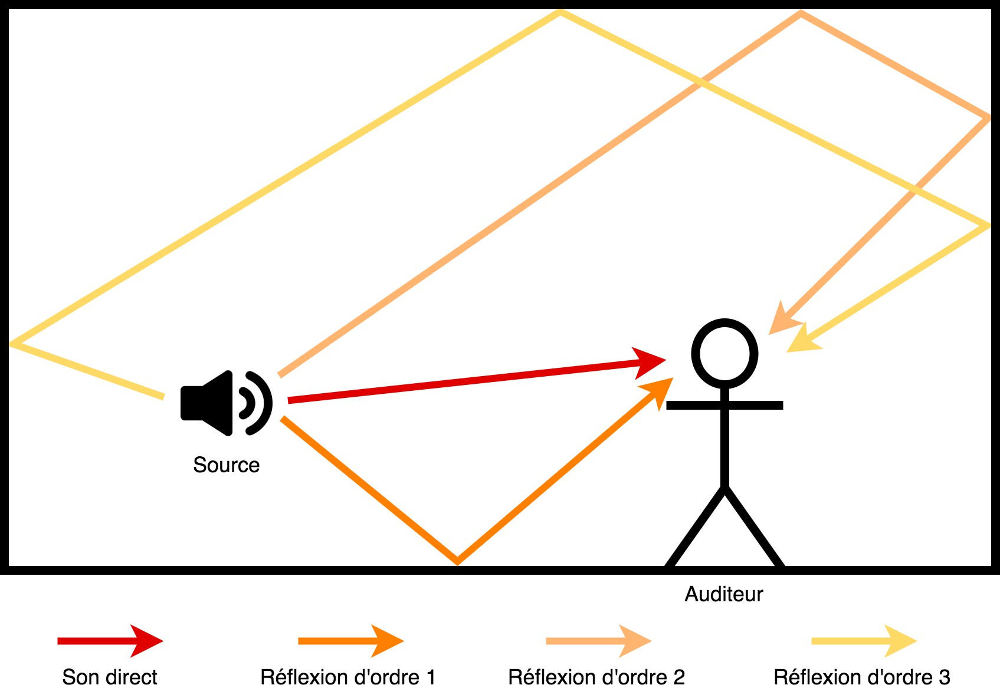 Source
Auditeur
Son direct
Réflexion d'ordre 1
Réflexion d'ordre 2
Réflexion d'ordre 3